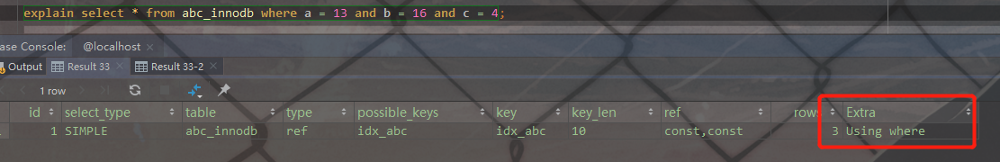 explain select * from abc_innodb where a = 13 and b = 16 and c = 4;
ase Console: @localhost
Output Result 33 Result 33-2
1 row
id select_type table type possible_keys key key_len ref rows Extra
1 SIMPLE abc_innodb ref idx_abc idx_abc 10 const,const 3 Using where